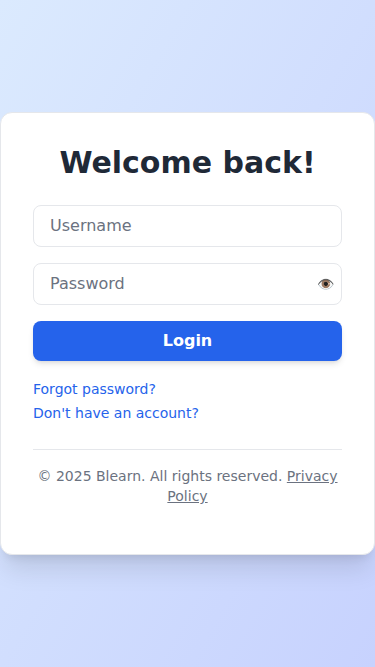 Welcome back!
Username
Password
Login
Forgot password?
Don't have an account?
© 2025 Blearn. All rights reserved. Privacy
Policy